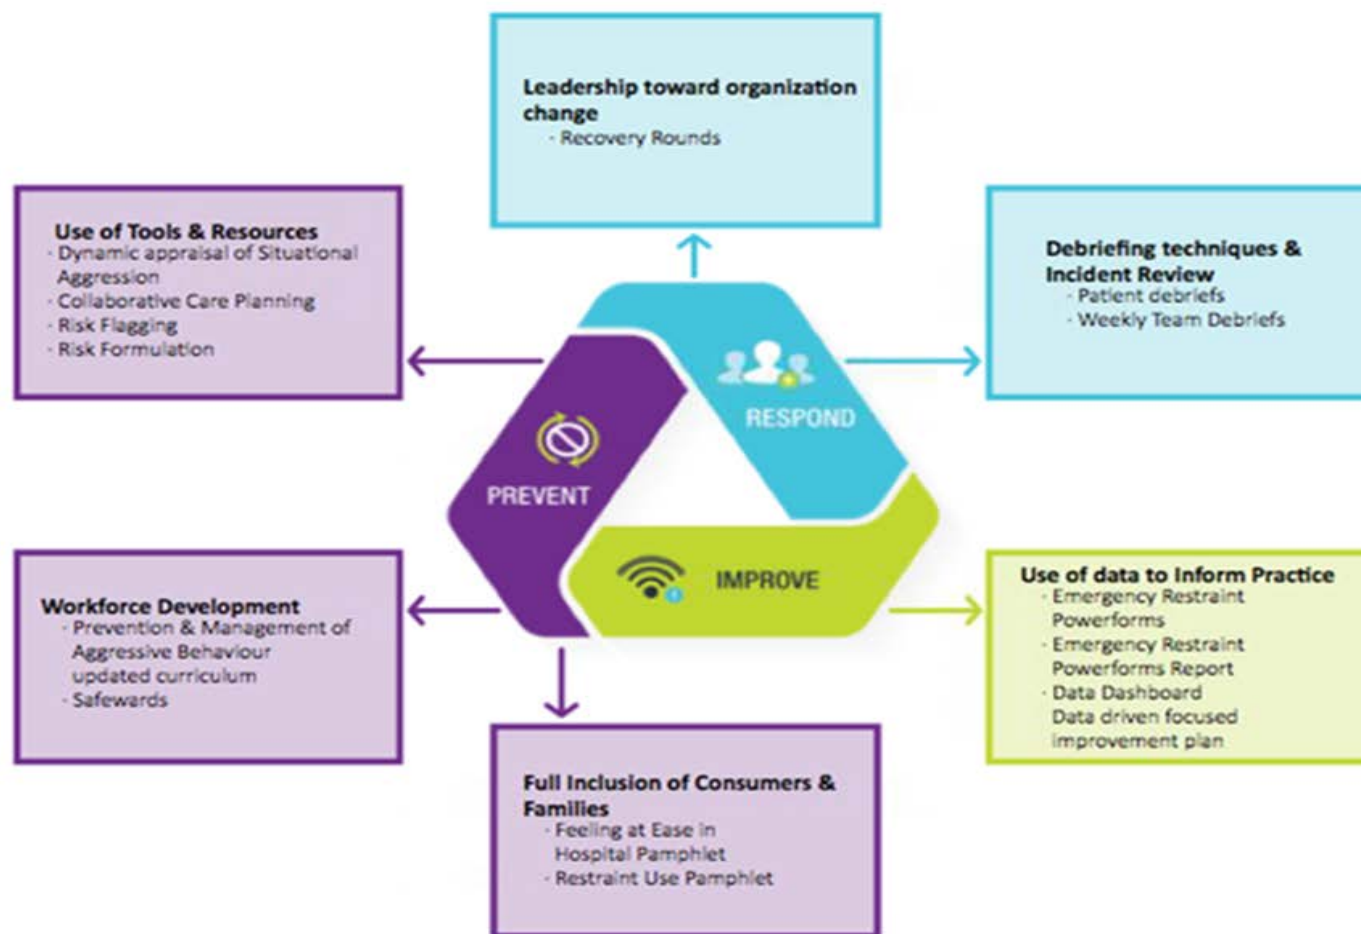 Leadership toward organization
change
· Recovery Rounds
Use of Tools & Resources
· Dynamic appraisal of Situational
Aggression
· Collaborative Care Planning
· Risk Flagging
· Risk Formulation
Debriefing techniques &
Incident Review
· Patient debriefs
· Weekly Team Debriefs
RESPOND
PREVENT
IMPROVE
Workforce Development
· Prevention & Management of
Aggressive Behaviour
updated curriculum
· Safewards
Use of data to Inform Practice
· Emergency Restraint
Powerforms
· Emergency Restraint
Powerforms Report
· Data Dashboard
Data driven focused
improvement plan
Full Inclusion of Consumers &
Families
· Feeling at Ease in
Hospital Pamphlet
· Restraint Use Pamphlet